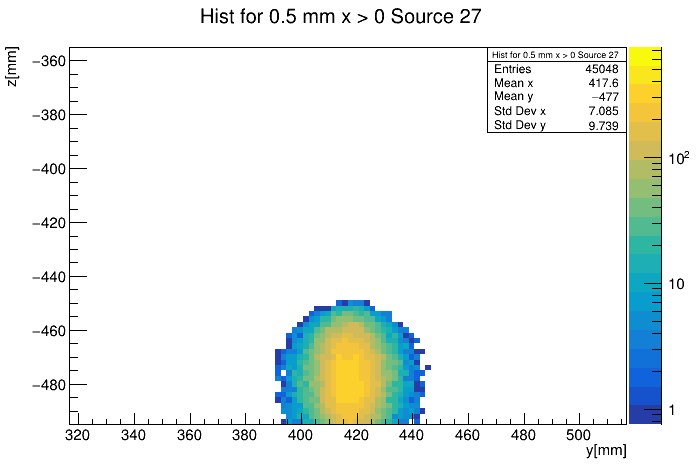 Hist for 0.5 mm x > 0 Source 27
z[mm]
Hist for 0.5 mm x > 0 Source 27
Entries 45048
Mean x 417.6
Mean y −477
Std Dev x 7.085
Std Dev y 9.739
−360
−380
−400
−420
−440
−460
−480
10²
10
1
320 340 360 380 400 420 440 460 480 500
y[mm]